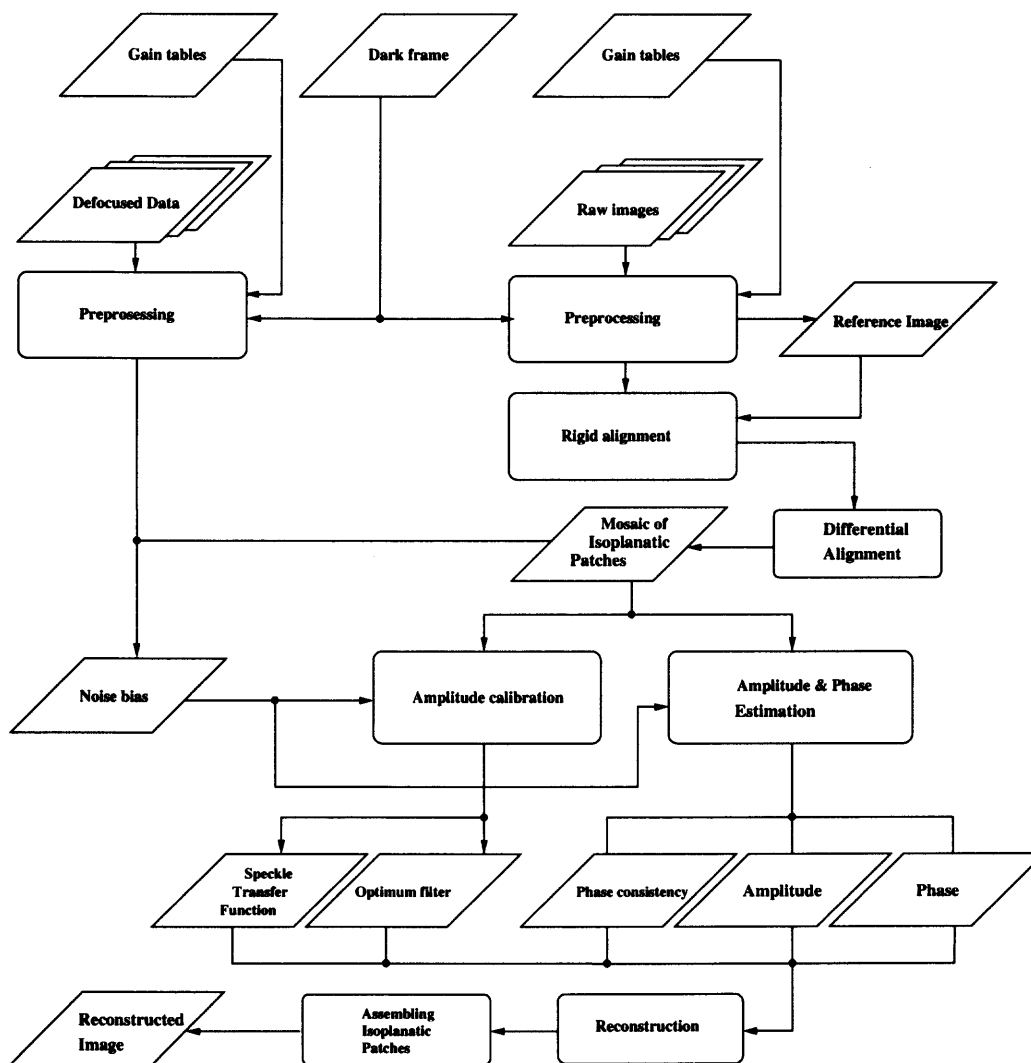 Gain tables
Dark frame
Gain tables
Defocused Data
Raw images
Preprosessing
Preprocessing
Reference Image
Rigid alignment
Mosaic of
Isoplanatic
Patches
Differential
Alignment
Noise bias
Amplitude calibration
Amplitude & Phase
Estimation
Speckle
Transfer
Function
Optimum filter
Phase consistency
Amplitude
Phase
Reconstructed
Image
Assembling
Isoplanatic
Patches
Reconstruction